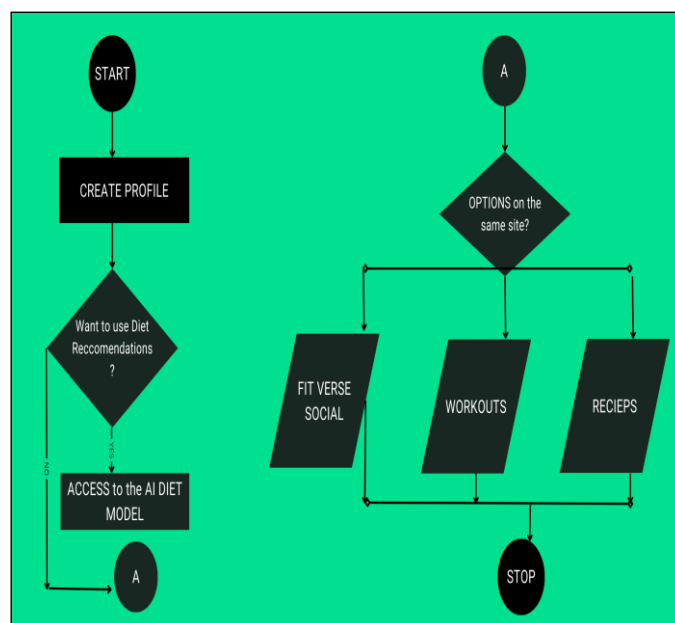 START
CREATE PROFILE
Want to use Diet
Reccomendations
?
YES
NO
ACCESS to the AI DIET
MODEL
A
A
OPTIONS on the
same site?
FIT VERSE
SOCIAL
WORKOUTS
RECIEPS
STOP